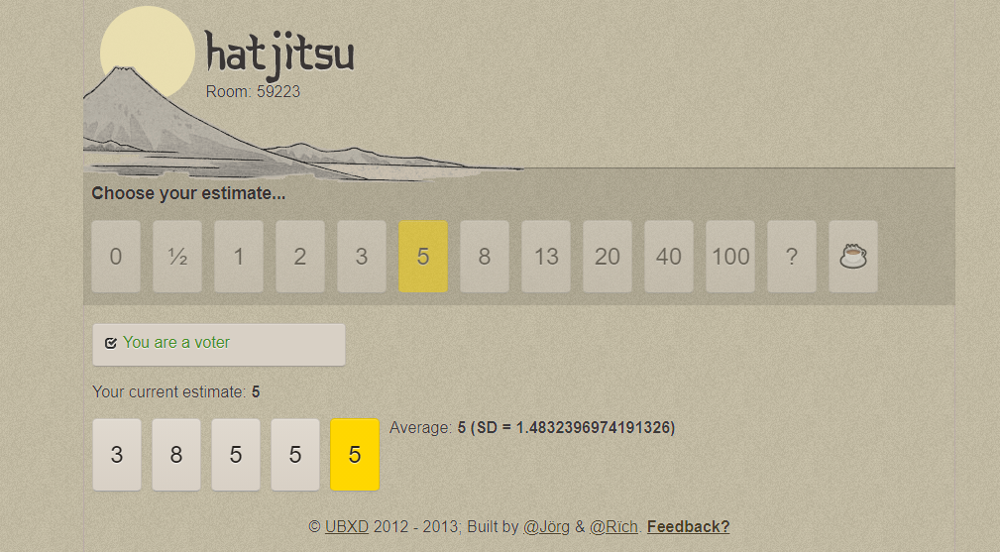 hatjitsu
Room: 59223
Choose your estimate...
0 ½ 1 2 3 5 8 13 20 40 100 ?
You are a voter
Your current estimate: 5
3 8 5 5 5
Average: 5 (SD = 1.4832396974191326)
© UBXD 2012 - 2013; Built by @Jörg & @Rïch. Feedback?